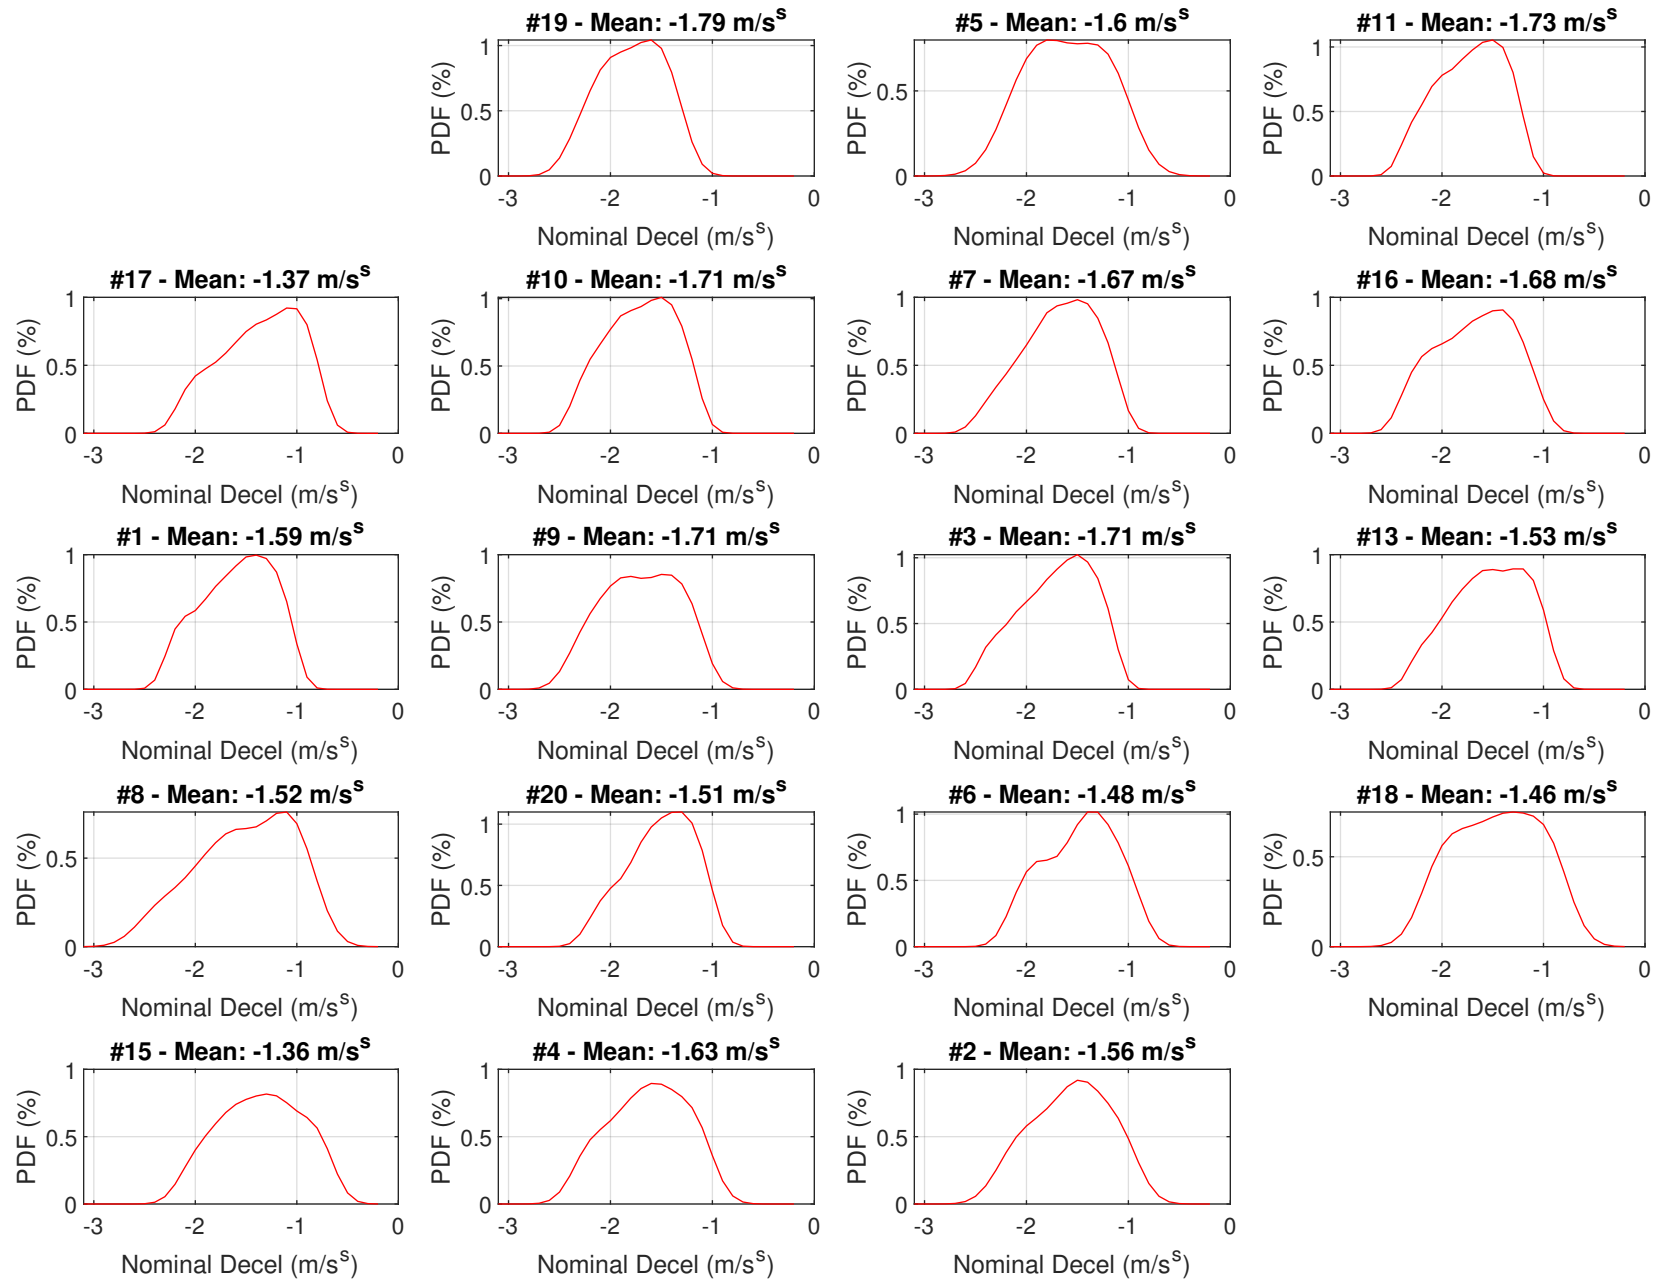 #19 - Mean: -1.79 m/s^s
#5 - Mean: -1.6 m/s^s
#11 - Mean: -1.73 m/s^s
PDF (%)
1
0.5
0
-3 -2 -1 0
Nominal Decel (m/s^s)
PDF (%)
0.5
0
-3 -2 -1 0
Nominal Decel (m/s^s)
PDF (%)
1
0.5
0
-3 -2 -1 0
Nominal Decel (m/s^s)
#17 - Mean: -1.37 m/s^s
#10 - Mean: -1.71 m/s^s
#7 - Mean: -1.67 m/s^s
#16 - Mean: -1.68 m/s^s
PDF (%)
1
0.5
0
-3 -2 -1 0
Nominal Decel (m/s^s)
PDF (%)
1
0.5
0
-3 -2 -1 0
Nominal Decel (m/s^s)
PDF (%)
1
0.5
0
-3 -2 -1 0
Nominal Decel (m/s^s)
PDF (%)
1
0.5
0
-3 -2 -1 0
Nominal Decel (m/s^s)
#1 - Mean: -1.59 m/s^s
#9 - Mean: -1.71 m/s^s
#3 - Mean: -1.71 m/s^s
#13 - Mean: -1.53 m/s^s
PDF (%)
1
0.5
0
-3 -2 -1 0
Nominal Decel (m/s^s)
PDF (%)
1
0.5
0
-3 -2 -1 0
Nominal Decel (m/s^s)
PDF (%)
1
0.5
0
-3 -2 -1 0
Nominal Decel (m/s^s)
PDF (%)
1
0.5
0
-3 -2 -1 0
Nominal Decel (m/s^s)
#8 - Mean: -1.52 m/s^s
#20 - Mean: -1.51 m/s^s
#6 - Mean: -1.48 m/s^s
#18 - Mean: -1.46 m/s^s
PDF (%)
0.5
0
-3 -2 -1 0
Nominal Decel (m/s^s)
PDF (%)
1
0.5
0
-3 -2 -1 0
Nominal Decel (m/s^s)
PDF (%)
1
0.5
0
-3 -2 -1 0
Nominal Decel (m/s^s)
PDF (%)
0.5
0
-3 -2 -1 0
Nominal Decel (m/s^s)
#15 - Mean: -1.36 m/s^s
#4 - Mean: -1.63 m/s^s
#2 - Mean: -1.56 m/s^s
PDF (%)
1
0.5
0
-3 -2 -1 0
Nominal Decel (m/s^s)
PDF (%)
1
0.5
0
-3 -2 -1 0
Nominal Decel (m/s^s)
PDF (%)
1
0.5
0
-3 -2 -1 0
Nominal Decel (m/s^s)